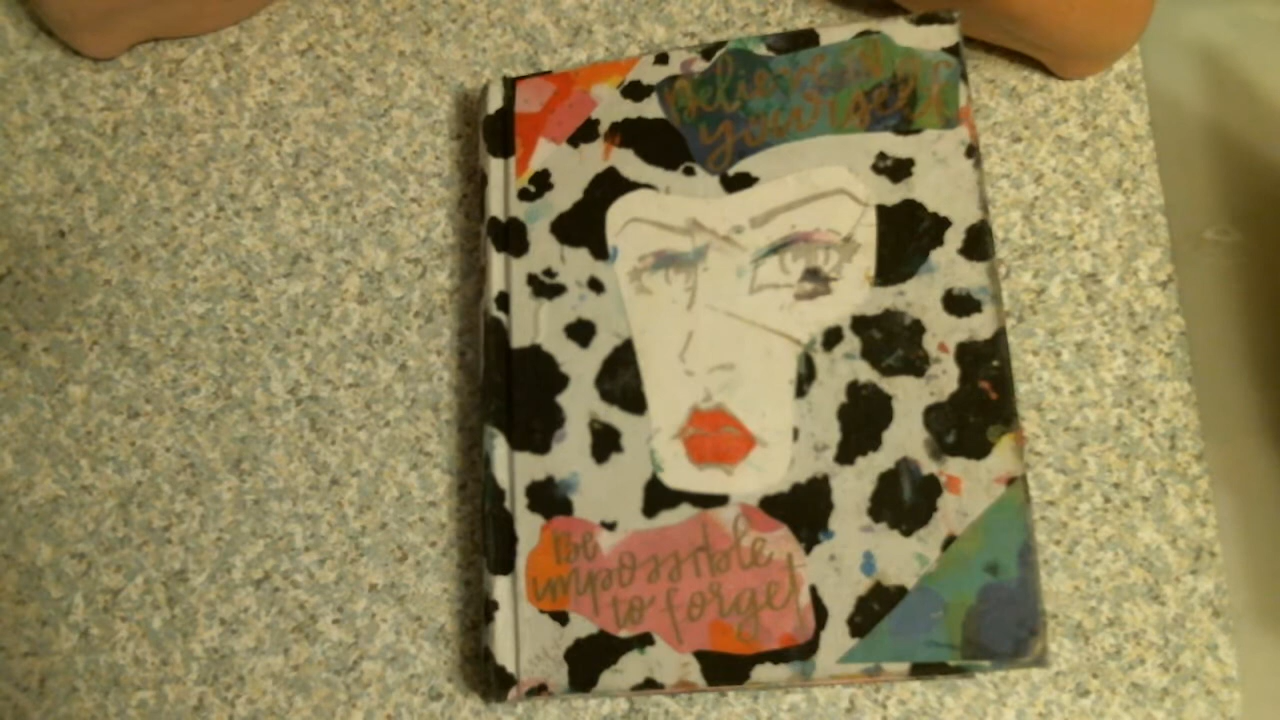 Believe in
yourself
Be
impossible
to forget